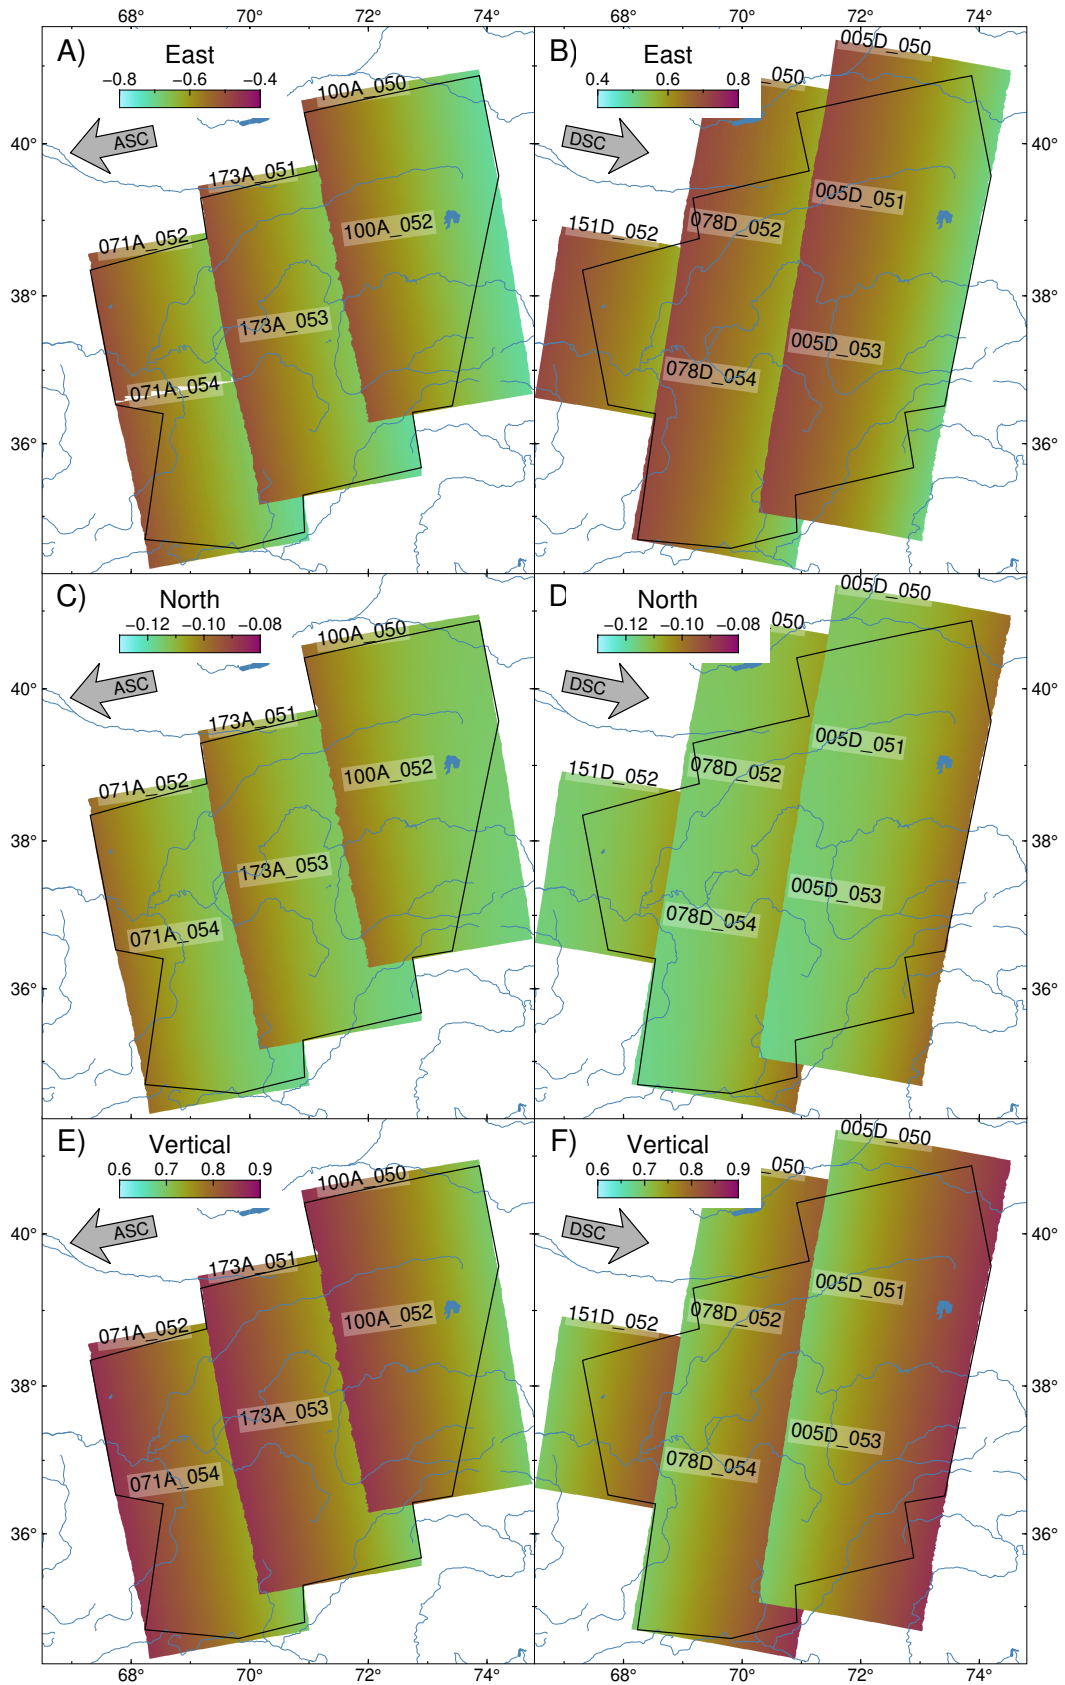 68° 70° 72° 74° 68° 70° 72° 74°
A) East
−0.8 −0.6 −0.4
ASC
100A_050
173A_051
071A_052
100A_052
173A_053
071A_054
40°
38°
36°
B) East
0.4 0.6 0.8
DSC
005D_050
_050
005D_051
151D_052
078D_052
005D_053
078D_054
40°
38°
36°
C) North
−0.12 −0.10 −0.08
ASC
100A_050
173A_051
071A_052
100A_052
173A_053
071A_054
40°
38°
36°
D North
−0.12 −0.10 −0.08
DSC
005D_050
_050
005D_051
151D_052
078D_052
005D_053
078D_054
40°
38°
36°
E) Vertical
0.6 0.7 0.8 0.9
ASC
100A_050
173A_051
071A_052
100A_052
173A_053
071A_054
40°
38°
36°
F) Vertical
0.6 0.7 0.8 0.9
DSC
005D_050
_050
005D_051
151D_052
078D_052
005D_053
078D_054
40°
38°
36°
68° 70° 72° 74° 68° 70° 72° 74°